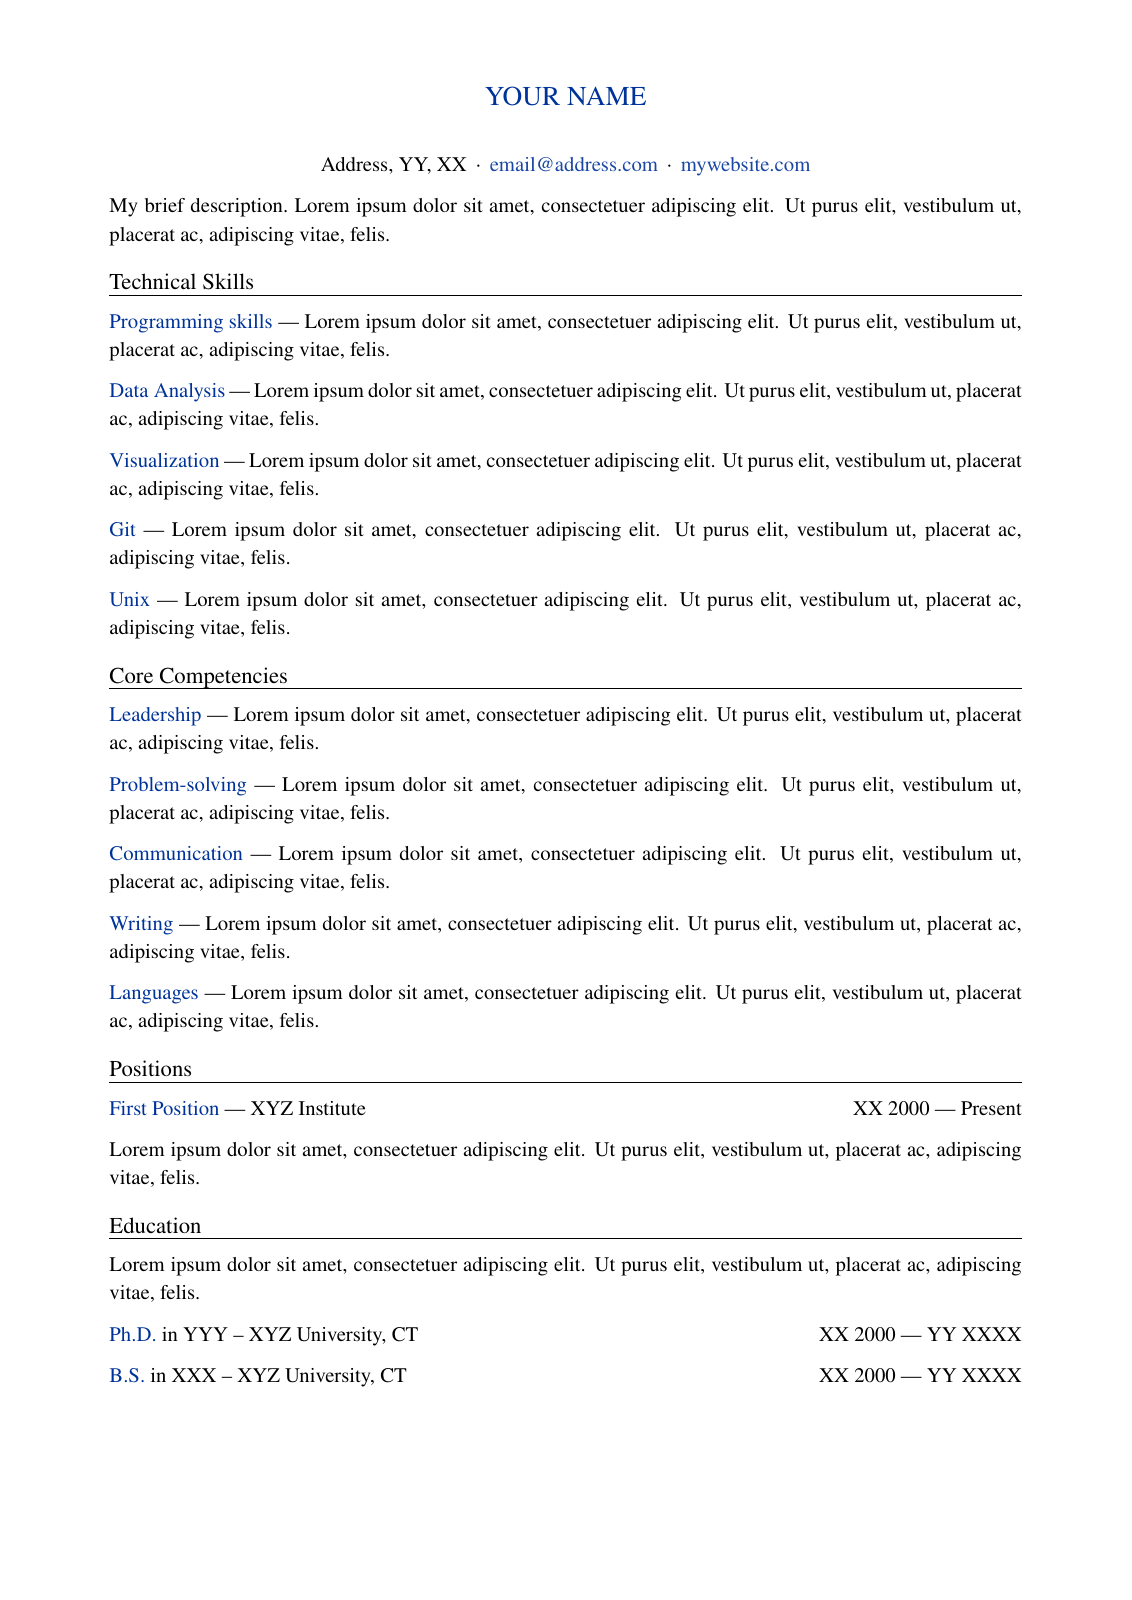 YOUR NAME
Address, YY, XX · email@address.com · mywebsite.com
My brief description. Lorem ipsum dolor sit amet, consectetuer adipiscing elit. Ut purus elit, vestibulum ut,
placerat ac, adipiscing vitae, felis.
Technical Skills
Programming skills — Lorem ipsum dolor sit amet, consectetuer adipiscing elit. Ut purus elit, vestibulum ut,
placerat ac, adipiscing vitae, felis.
Data Analysis — Lorem ipsum dolor sit amet, consectetuer adipiscing elit. Ut purus elit, vestibulum ut, placerat
ac, adipiscing vitae, felis.
Visualization — Lorem ipsum dolor sit amet, consectetuer adipiscing elit. Ut purus elit, vestibulum ut, placerat
ac, adipiscing vitae, felis.
Git — Lorem ipsum dolor sit amet, consectetuer adipiscing elit. Ut purus elit, vestibulum ut, placerat ac,
adipiscing vitae, felis.
Unix — Lorem ipsum dolor sit amet, consectetuer adipiscing elit. Ut purus elit, vestibulum ut, placerat ac,
adipiscing vitae, felis.
Core Competencies
Leadership — Lorem ipsum dolor sit amet, consectetuer adipiscing elit. Ut purus elit, vestibulum ut, placerat
ac, adipiscing vitae, felis.
Problem-solving — Lorem ipsum dolor sit amet, consectetuer adipiscing elit. Ut purus elit, vestibulum ut,
placerat ac, adipiscing vitae, felis.
Communication — Lorem ipsum dolor sit amet, consectetuer adipiscing elit. Ut purus elit, vestibulum ut,
placerat ac, adipiscing vitae, felis.
Writing — Lorem ipsum dolor sit amet, consectetuer adipiscing elit. Ut purus elit, vestibulum ut, placerat ac,
adipiscing vitae, felis.
Languages — Lorem ipsum dolor sit amet, consectetuer adipiscing elit. Ut purus elit, vestibulum ut, placerat
ac, adipiscing vitae, felis.
Positions
First Position — XYZ Institute XX 2000 — Present
Lorem ipsum dolor sit amet, consectetuer adipiscing elit. Ut purus elit, vestibulum ut, placerat ac, adipiscing
vitae, felis.
Education
Lorem ipsum dolor sit amet, consectetuer adipiscing elit. Ut purus elit, vestibulum ut, placerat ac, adipiscing
vitae, felis.
Ph.D. in YYY – XYZ University, CT XX 2000 — YY XXXX
B.S. in XXX – XYZ University, CT XX 2000 — YY XXXX